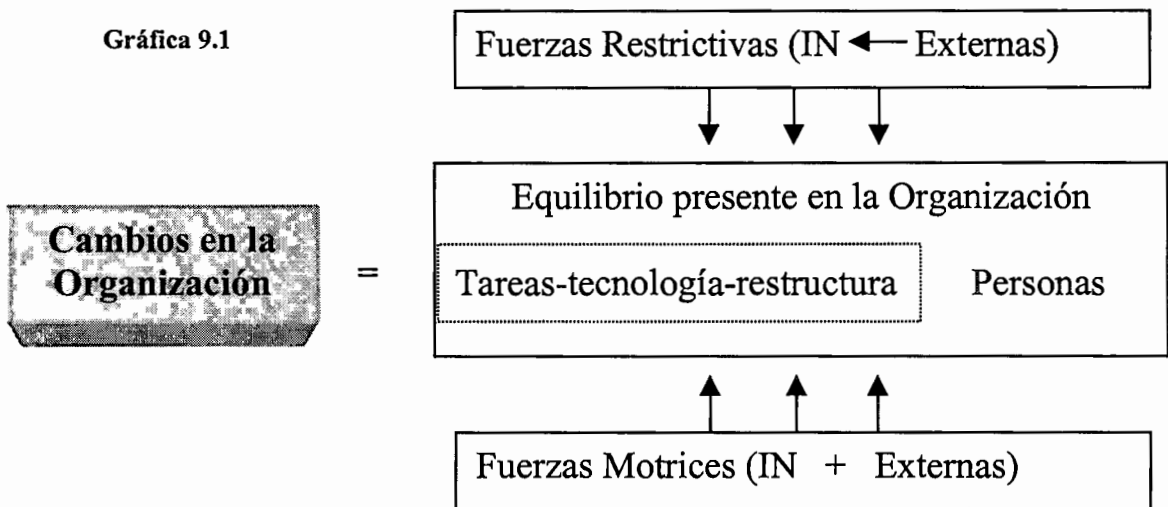 Gráfica 9.1
Fuerzas Restrictivas (IN ← Externas)
Equilibrio presente en la Organización
Cambios en la
Organización
=
Tareas-tecnología-restructura Personas
Fuerzas Motrices (IN + Externas)